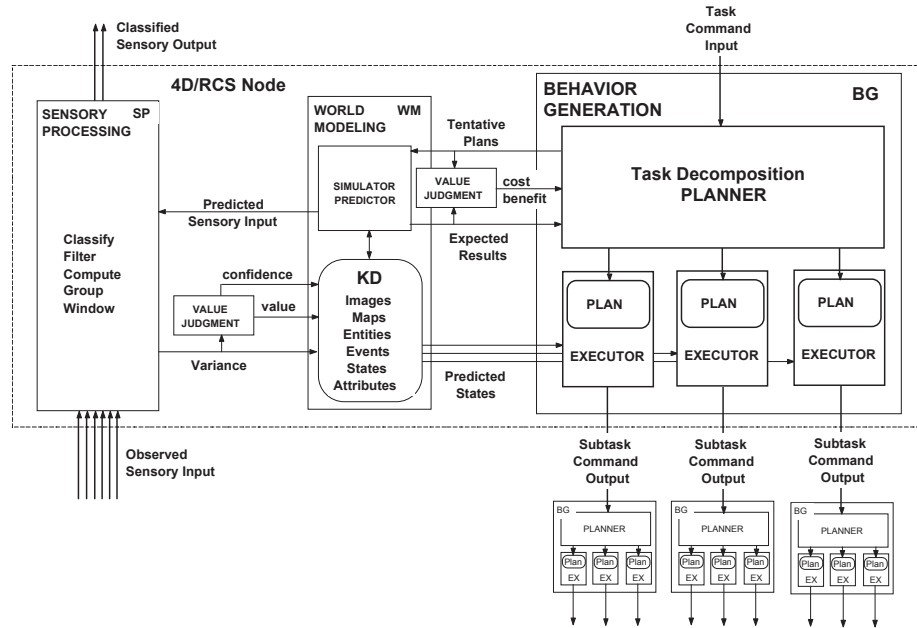 Classified
Sensory Output
Task
Command
Input
4D/RCS Node
SENSORY SP
PROCESSING
Classify
Filter
Compute
Group
Window
WORLD
MODELING WM
SIMULATOR
PREDICTOR
Predicted
Sensory Input
Tentative
Plans
VALUE
JUDGMENT
cost
benefit
Expected
Results
confidence
VALUE
JUDGMENT
value
Variance
KD
Images
Maps
Entities
Events
States
Attributes
Predicted
States
BEHAVIOR
GENERATION
BG
Task Decomposition
PLANNER
PLAN
EXECUTOR
PLAN
EXECUTOR
PLAN
EXECUTOR
Observed
Sensory Input
Subtask
Command
Output
Subtask
Command
Output
Subtask
Command
Output
BG
PLANNER
Plan Plan Plan
EX EX EX
BG
PLANNER
Plan Plan Plan
EX EX EX
BG
PLANNER
Plan Plan Plan
EX EX EX